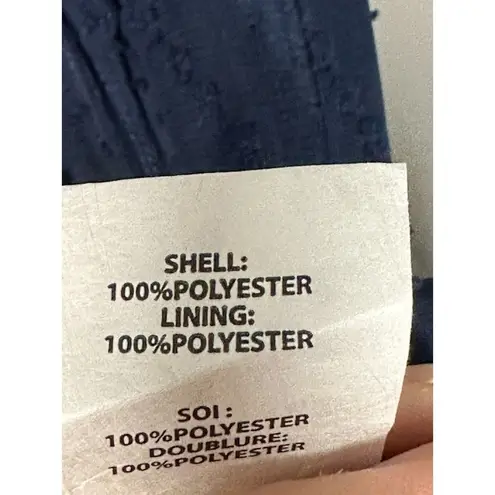 SHELL:
100%POLYESTER
LINING:
100%POLYESTER
SOI :
100%POLYESTER
DOUBLURE:
100%POLYESTER